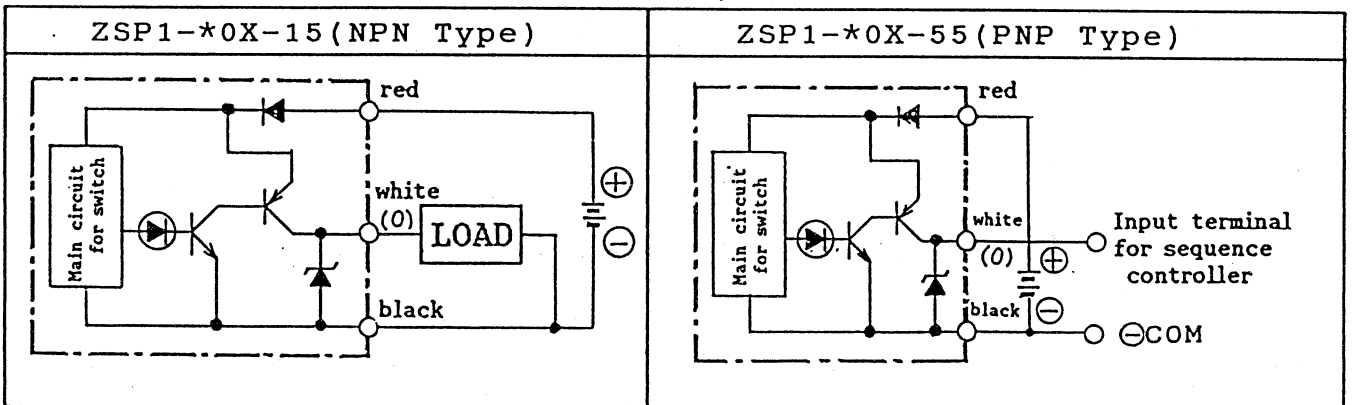 ZSP1-*0X-15(NPN Type)
ZSP1-*0X-55(PNP Type)
red
Main circuit
for switch
white
(0)
LOAD
⊕
⊖
black
red
Main circuit
for switch
white
(0)
⊕
Input terminal
for sequence
controller
black
⊖
⊖COM